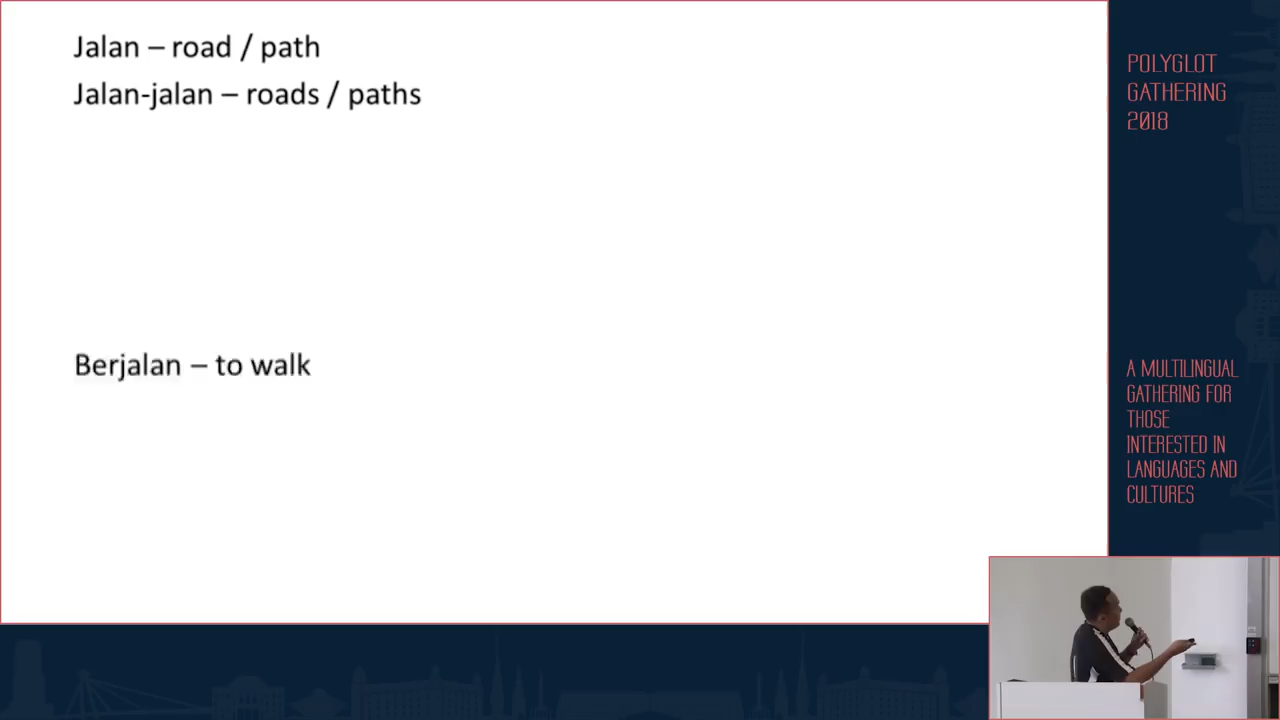 Jalan – road / path
Jalan-jalan – roads / paths
Berjalan – to walk
POLYGLOT
GATHERING
2018
A MULTILINGUAL
GATHERING FOR
THOSE
INTERESTED IN
LANGUAGES AND
CULTURES